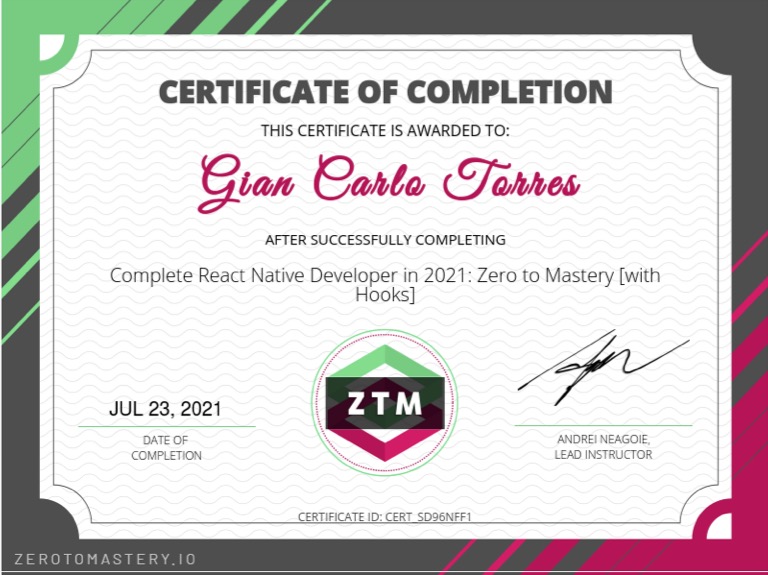 CERTIFICATE OF COMPLETION
THIS CERTIFICATE IS AWARDED TO:
Gian Carlo Torres
AFTER SUCCESSFULLY COMPLETING
Complete React Native Developer in 2021: Zero to Mastery [with
Hooks]
ZTM
JUL 23, 2021
DATE OF
COMPLETION
ANDREI NEAGOIE,
LEAD INSTRUCTOR
CERTIFICATE ID: CERT_SD96NFF1
ZEROTOMASTERY.IO